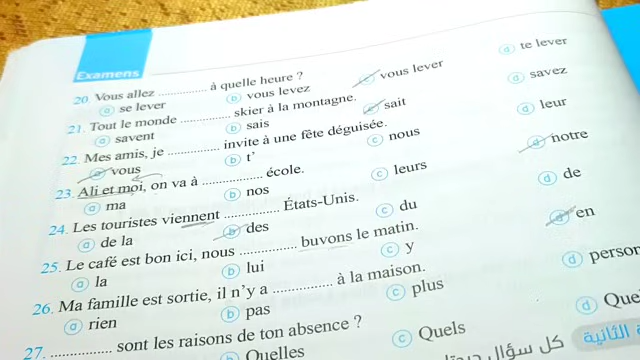 Examens
20. Vous allez ............ à quelle heure ?
a se lever b vous levez c vous lever d te lever
21. Tout le monde ............ skier à la montagne.
a savent b sais c sait d savez
22. Mes amis, je ............ invite à une fête déguisée.
a vous b t' c nous d leur
23. Ali et moi, on va à ............ école.
a ma b nos c leurs d notre
24. Les touristes viennent ............ États-Unis.
a de la b des c du d de
25. Le café est bon ici, nous ............ buvons le matin.
a la b lui c y d en
26. Ma famille est sortie, il n'y a ............ à la maison.
a rien b pas c plus d
27. ............ sont les raisons de ton absence ?
b Quelles c Quels d
كل سؤال